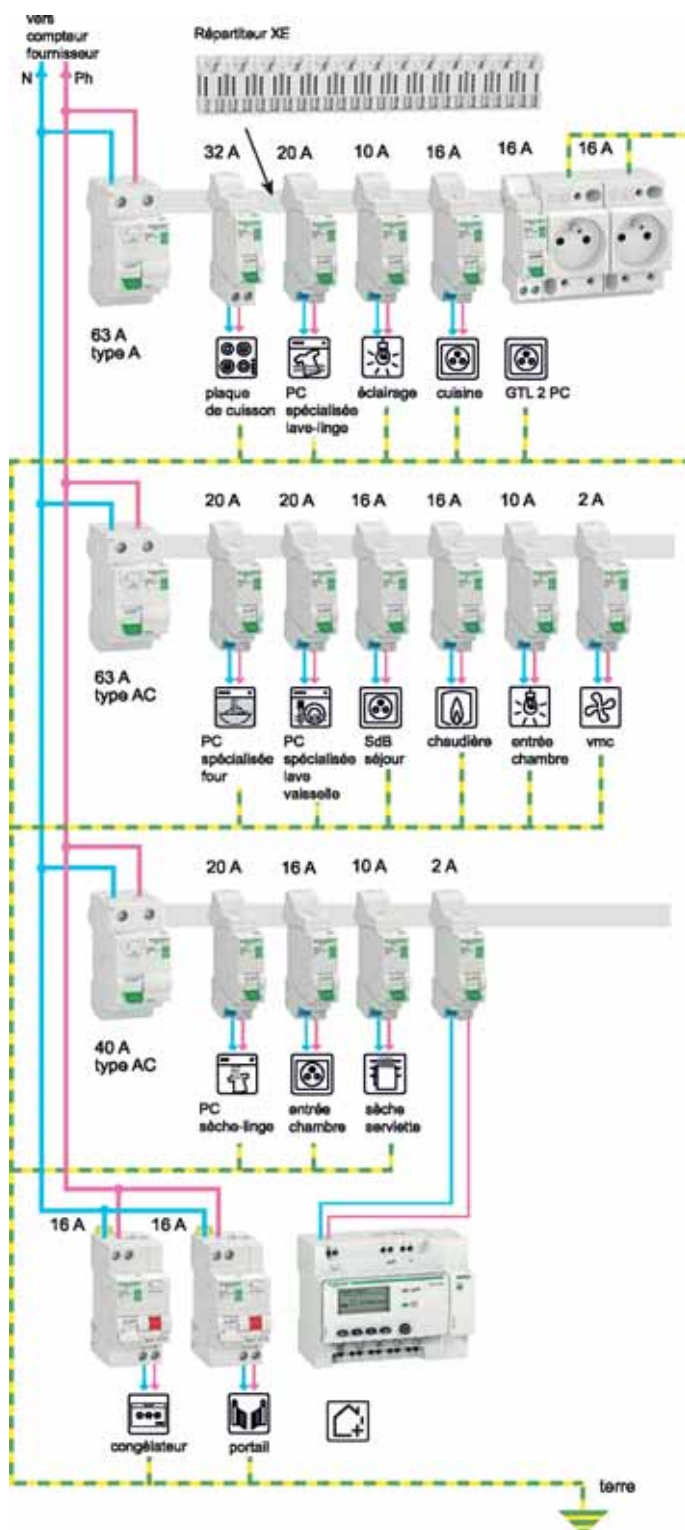 vers
compteur
fournisseur
N Ph
Répartiteur XE
32 A 20 A 10 A 16 A 16 A 16 A
63 A
type A
plaque
de cuisson
PC
spécialisée
lave-linge
éclairage
cuisine
GTL 2 PC
20 A 20 A 16 A 16 A 10 A 2 A
63 A
type AC
PC
spécialisée
four
PC
spécialisée
lave
vaisselle
SdB
séjour
chaudière
entrée
chambre
vmc
20 A 16 A 10 A 2 A
40 A
type AC
PC
sèche-linge
entrée
chambre
sèche
serviette
16 A 16 A
congélateur
portail
terre